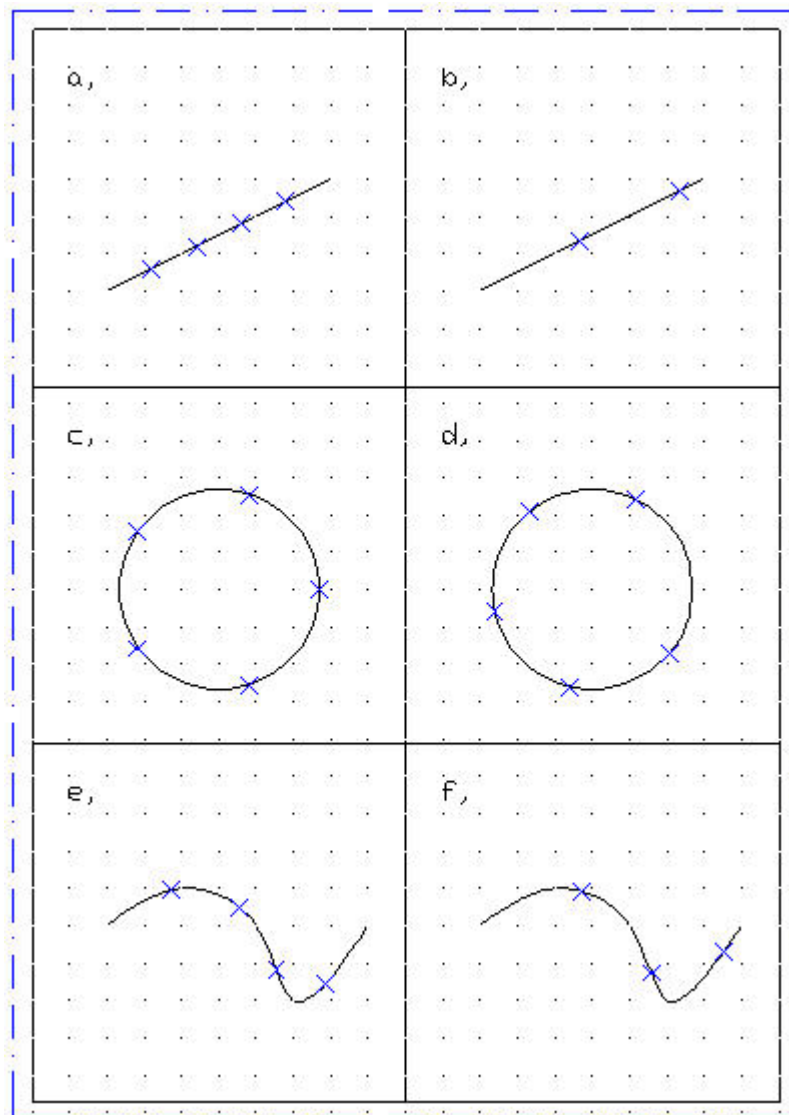 a, b,
c, d,
e, f,